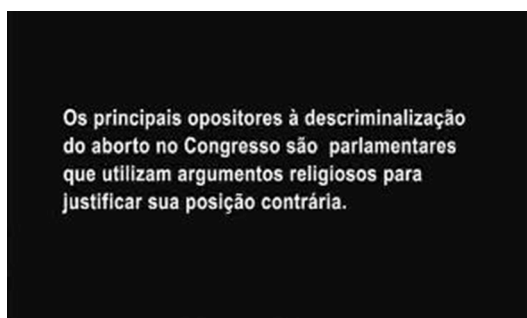 Os principais opositores à descriminalização
do aborto no Congresso são parlamentares
que utilizam argumentos religiosos para
justificar sua posição contrária.